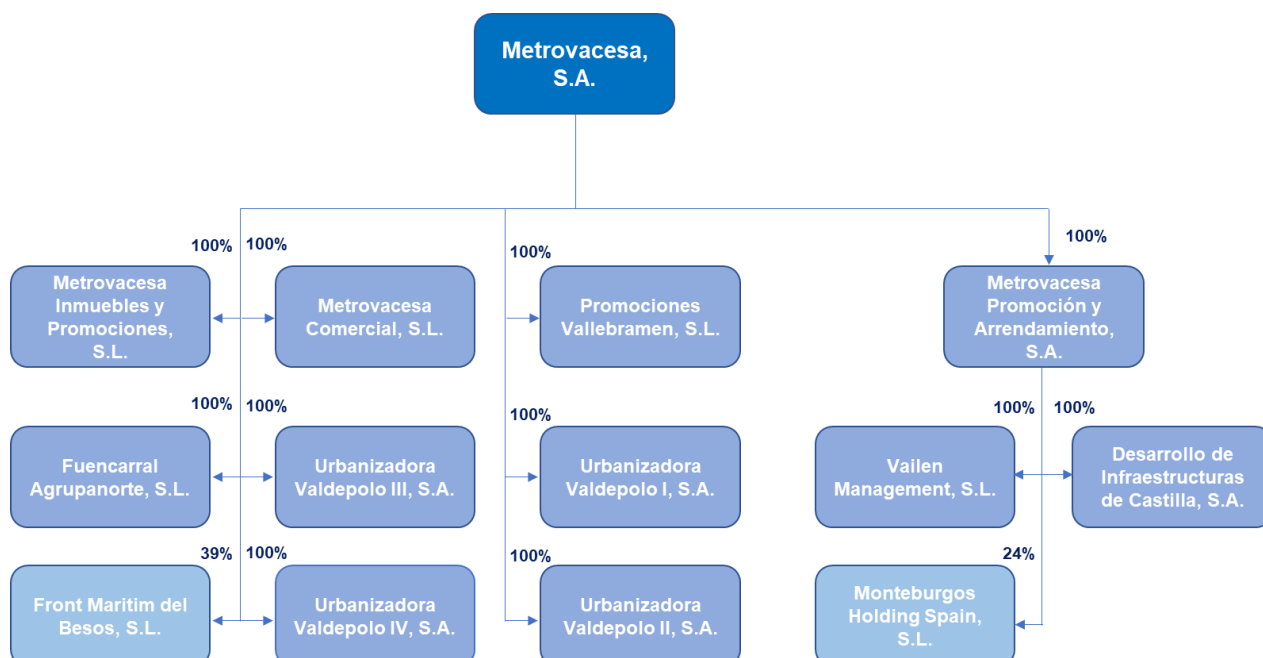 Metrovacesa,
S.A.
100%
100%
100%
100%
Metrovacesa
Inmuebles y
Promociones,
S.L.
Metrovacesa
Comercial, S.L.
Promociones
Vallebramen, S.L.
Metrovacesa
Promoción y
Arrendamiento,
S.A.
100%
100%
100%
100%
100%
Fuencarral
Agrupanorte, S.L.
Urbanizadora
Valdepolo III, S.A.
Urbanizadora
Valdepolo I, S.A.
Vailen
Management, S.L.
Desarrollo de
Infraestructuras
de Castilla, S.A.
39%
100%
100%
24%
Front Maritim del
Besos, S.L.
Urbanizadora
Valdepolo IV, S.A.
Urbanizadora
Valdepolo II, S.A.
Monteburgos
Holding Spain,
S.L.